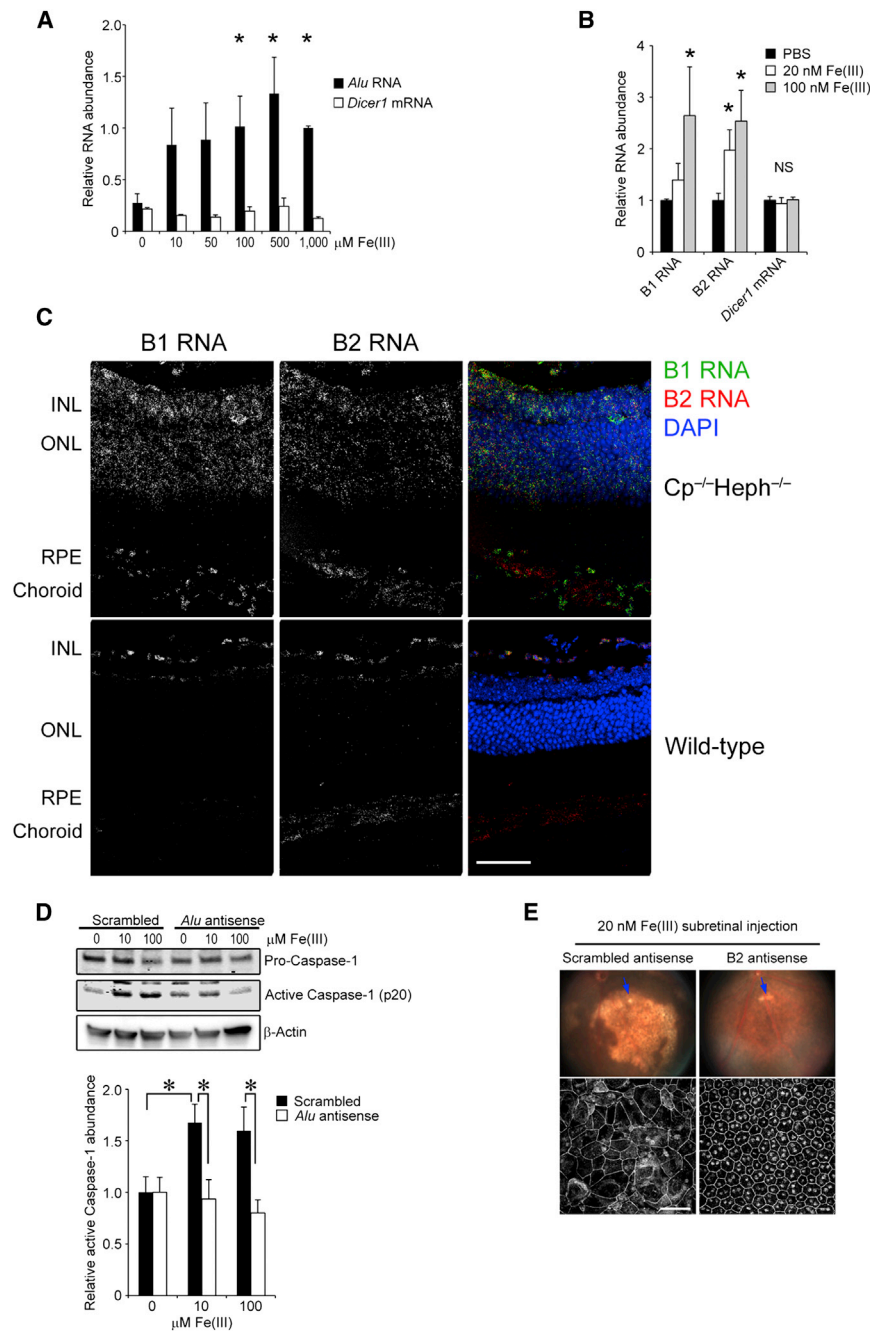 A
Relative RNA abundance
2.0
1.5
1.0
0.5
0
* * *
Alu RNA
Dicer1 mRNA
0 10 50 100 500 1,000 μM Fe(III)
B
Relative RNA abundance
4
3
2
1
0
* * *
NS
PBS
20 nM Fe(III)
100 nM Fe(III)
B1 RNA
B2 RNA
Dicer1 mRNA
C
B1 RNA B2 RNA
INL
ONL
RPE
Choroid
B1 RNA
B2 RNA
DAPI
Cp–/–Heph–/–
INL
ONL
RPE
Choroid
Wild-type
D
Scrambled Alu antisense
0 10 100 0 10 100 μM Fe(III)
Pro-Caspase-1
Active Caspase-1 (p20)
β-Actin
Relative active Caspase-1 abundance
2.0
1.5
1.0
0.5
0
* * *
Scrambled
Alu antisense
0 10 100
μM Fe(III)
E
20 nM Fe(III) subretinal injection
Scrambled antisense B2 antisense